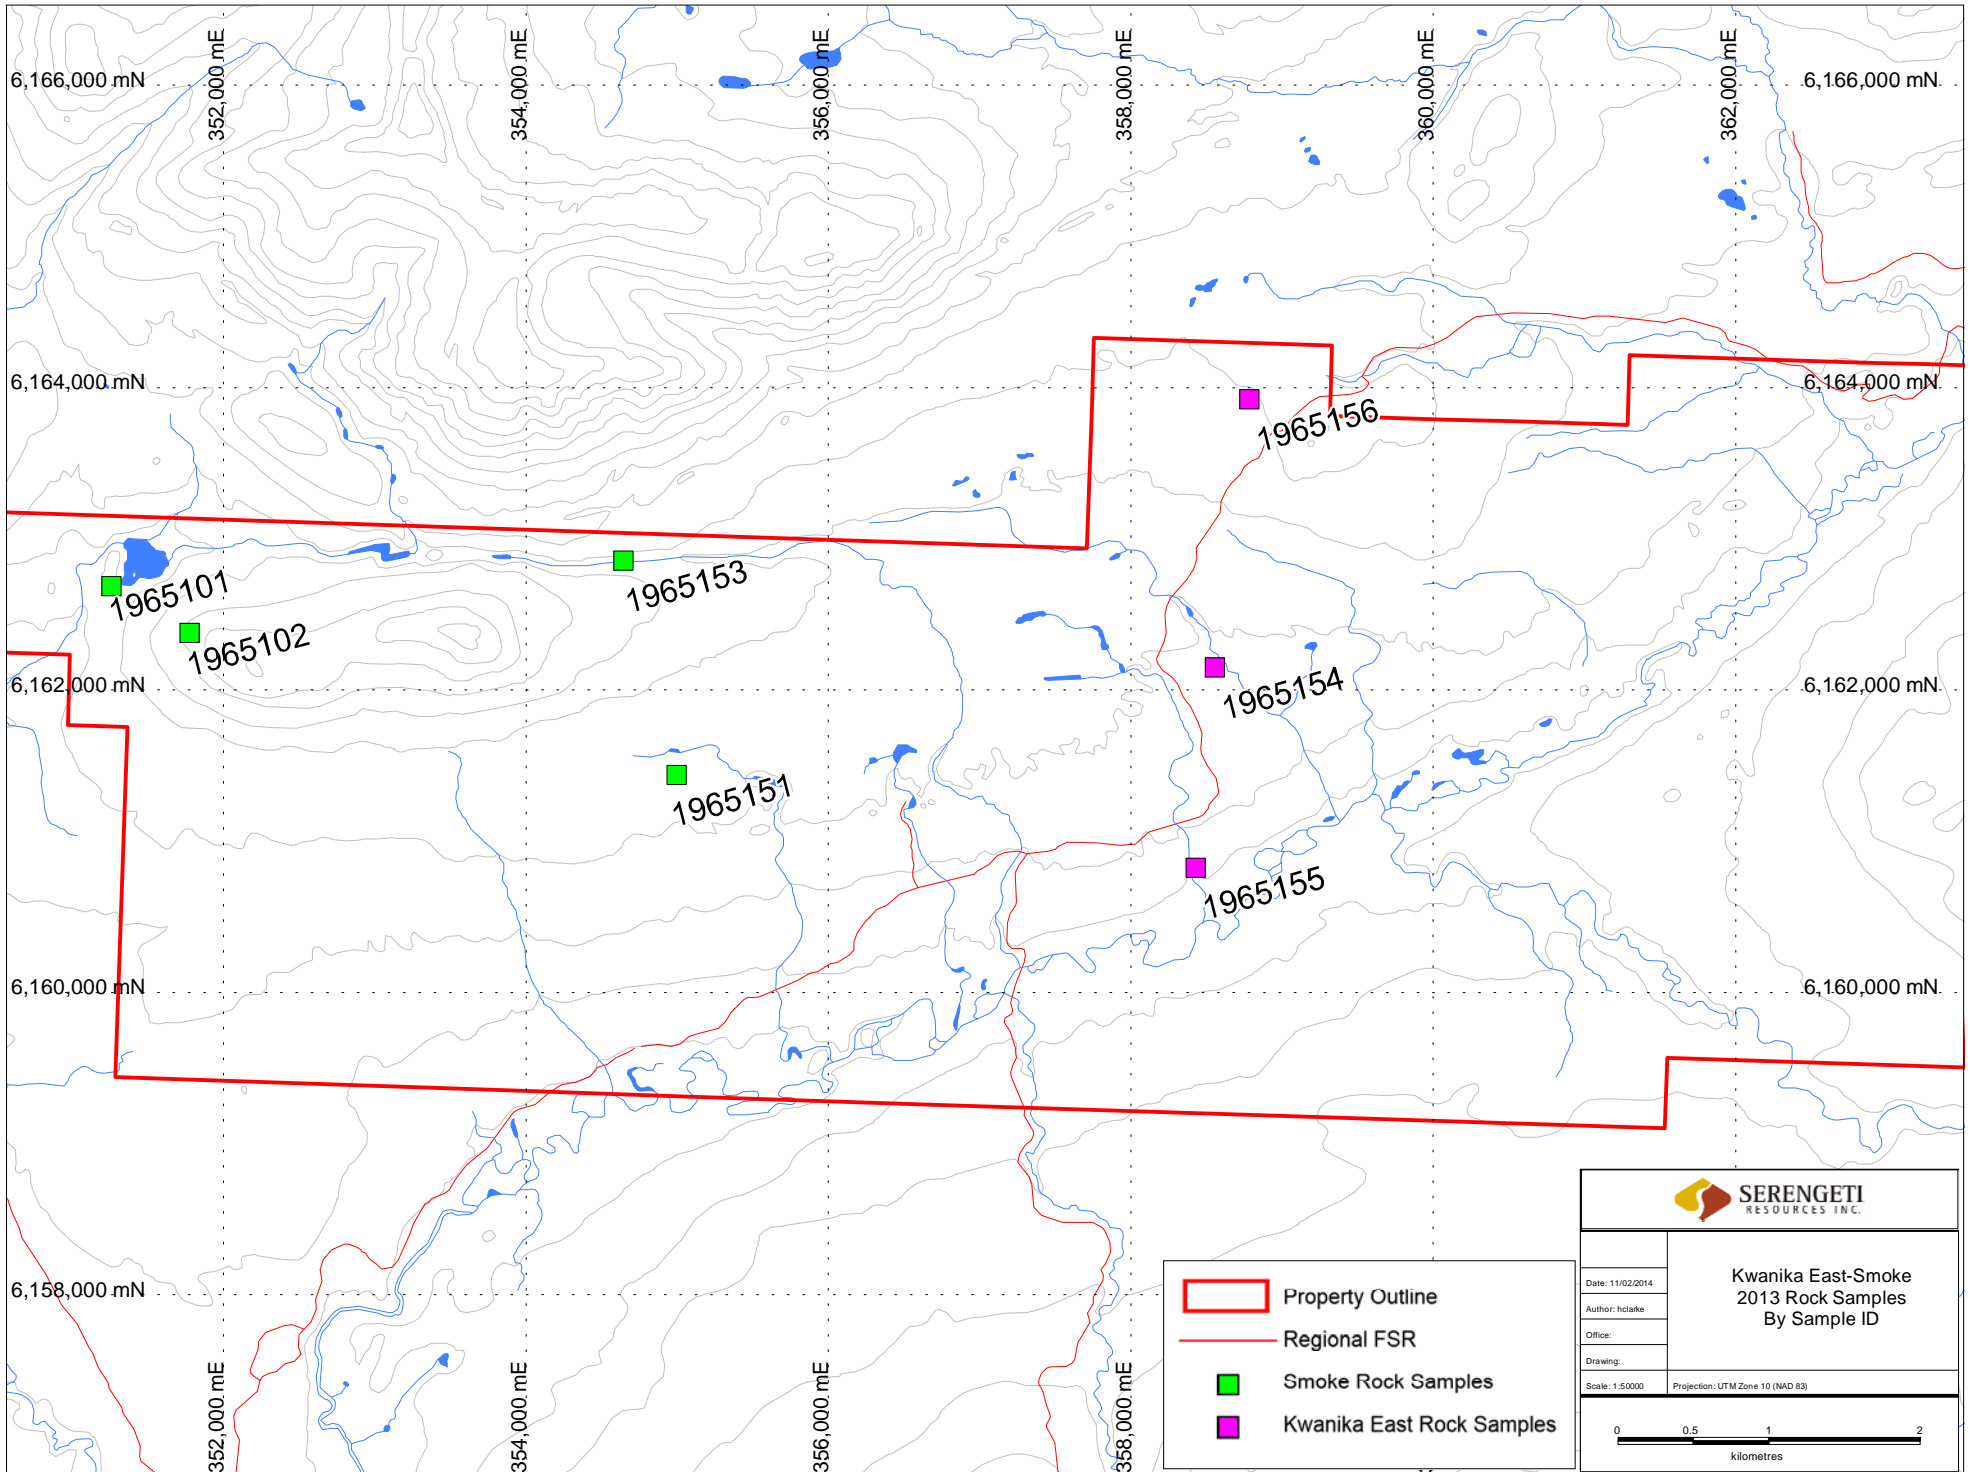 352,000 mE
354,000 mE
356,000 mE
358,000 mE
360,000 mE
362,000 mE
6,166,000 mN
6,166,000 mN
6,164,000 mN
6,164,000 mN
1965156
1965101
1965153
1965102
6,162,000 mN
1965154
6,162,000 mN
1965151
1965155
6,160,000 mN
6,160,000 mN
6,158,000 mN
352,000 mE
354,000 mE
356,000 mE
358,000 mE
Property Outline
Regional FSR
Smoke Rock Samples
Kwanika East Rock Samples
SERENGETI
RESOURCES INC.
Kwanika East-Smoke
2013 Rock Samples
By Sample ID
Date: 11/02/2014
Author: hclarke
Office:
Drawing:
Scale: 1:50000
Projection: UTM Zone 10 (NAD 83)
0 0.5 1 2
kilometres